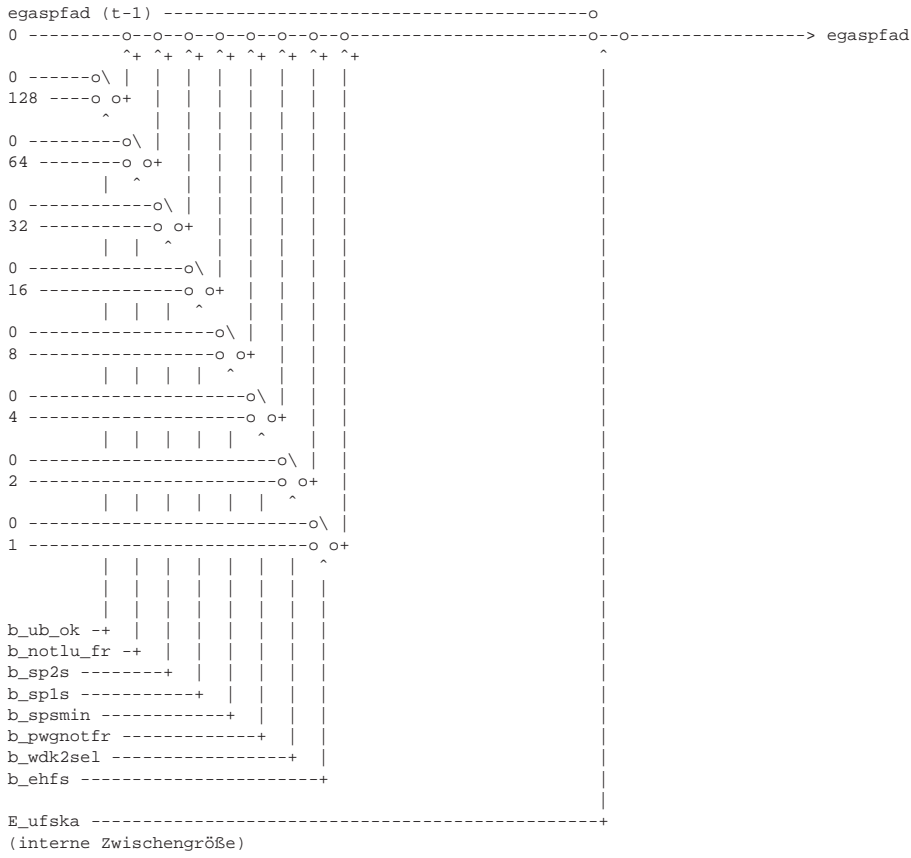 egaspfad (t-1)
0 egaspfad
0
128
0
64
0
32
0
16
0
8
0
4
0
2
0
1
b_ub_ok
b_notlu_fr
b_sp2s
b_sp1s
b_spsmin
b_pwgnotfr
b_wdk2sel
b_ehfs
E_ufska
(interne Zwischengröße)